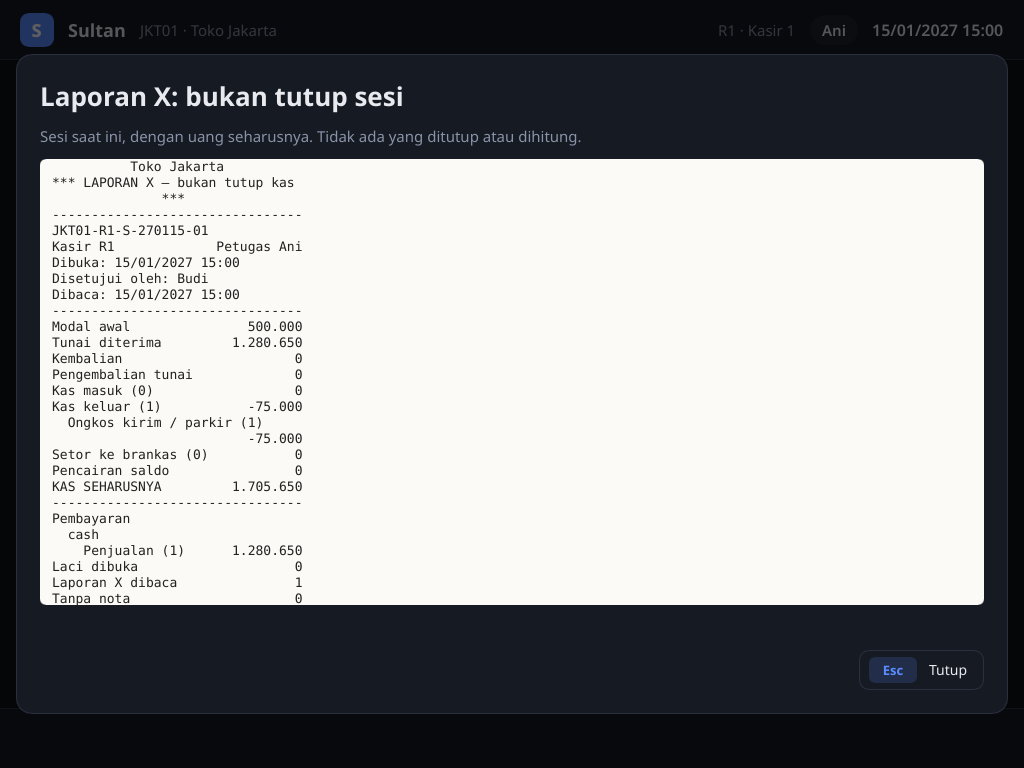 S Sultan JKT01 · Toko Jakarta R1 · Kasir 1 Ani 15/01/2027 15:00
Laporan X: bukan tutup sesi
Sesi saat ini, dengan uang seharusnya. Tidak ada yang ditutup atau dihitung.
Toko Jakarta
*** LAPORAN X — bukan tutup kas
***
--------------------------------
JKT01-R1-S-270115-01
Kasir R1 Petugas Ani
Dibuka: 15/01/2027 15:00
Disetujui oleh: Budi
Dibaca: 15/01/2027 15:00
--------------------------------
Modal awal 500.000
Tunai diterima 1.280.650
Kembalian 0
Pengembalian tunai 0
Kas masuk (0) 0
Kas keluar (1) -75.000
Ongkos kirim / parkir (1)
-75.000
Setor ke brankas (0) 0
Pencairan saldo 0
KAS SEHARUSNYA 1.705.650
--------------------------------
Pembayaran
cash
Penjualan (1) 1.280.650
Laci dibuka 0
Laporan X dibaca 1
Tanpa nota 0
Esc Tutup